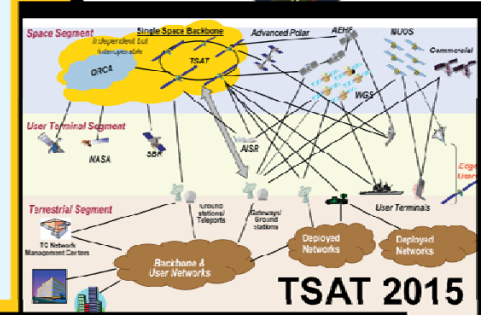 Space Segment
Single Space Backbone
Independent but
interoperable
ORCA
TSAT
Advanced Polar
AEHF
MUOS
Commercial
WGS
User Terminal Segment
NASA
SBR
AISR
Edge
Users
User Terminals
Terrestrial Segment
Ground
stations/
Teleports
Gateways/
Ground
stations
TC Network
Management Centers
Backbone &
User Networks
Deployed
Networks
Deployed
Networks
TSAT 2015